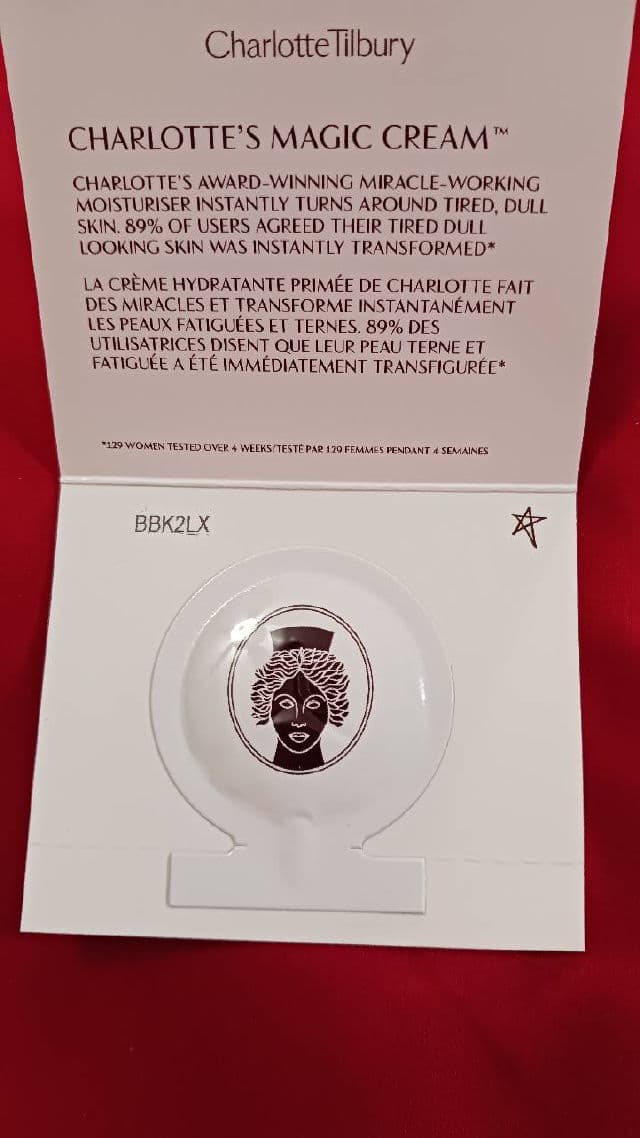 CharlotteTilbury
CHARLOTTE'S MAGIC CREAM™
CHARLOTTE'S AWARD-WINNING MIRACLE-WORKING
MOISTURISER INSTANTLY TURNS AROUND TIRED, DULL
SKIN. 89% OF USERS AGREED THEIR TIRED DULL
LOOKING SKIN WAS INSTANTLY TRANSFORMED*
LA CRÈME HYDRATANTE PRIMÉE DE CHARLOTTE FAIT
DES MIRACLES ET TRANSFORME INSTANTANÉMENT
LES PEAUX FATIGUÉES ET TERNES. 89% DES
UTILISATRICES DISENT QUE LEUR PEAU TERNE ET
FATIGUÉE A ÉTÉ IMMÉDIATEMENT TRANSFIGURÉE*
*129 WOMEN TESTED OVER 4 WEEKS/TESTÉ PAR 129 FEMMES PENDANT 4 SEMAINES
BBK2LX